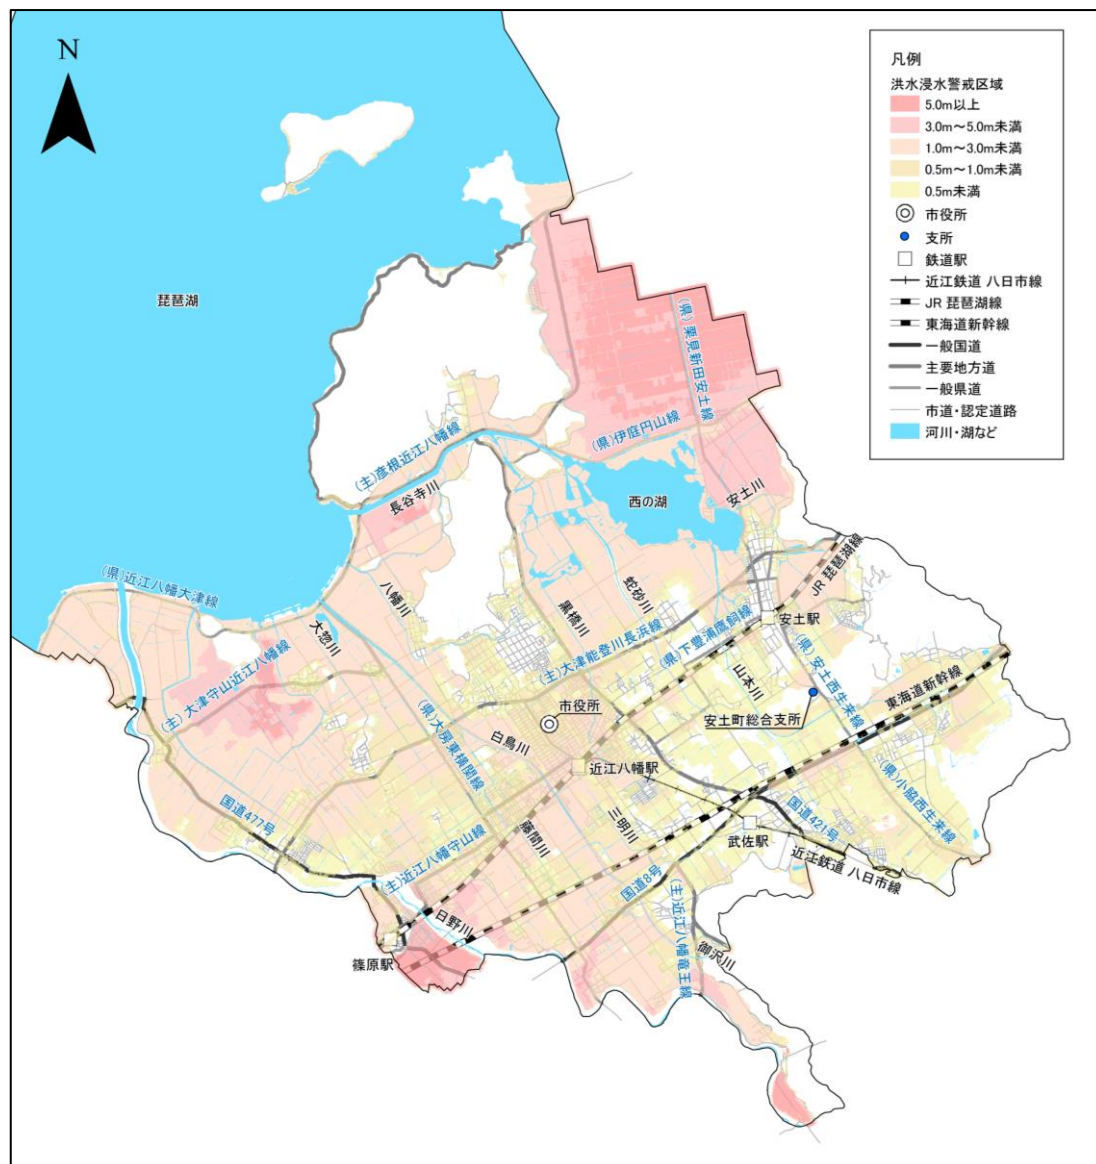 N
凡例
洪水浸水警戒区域
5.0m以上
3.0m～5.0m未満
1.0m～3.0m未満
0.5m～1.0m未満
0.5m未満
市役所
支所
鉄道駅
近江鉄道 八日市線
JR 琵琶湖線
東海道新幹線
一般国道
主要地方道
一般県道
市道・認定道路
河川・湖など
琵琶湖
(県)栗見新田安土線
(県)伊庭円山線
(主)彦根近江八幡線
長谷寺川
西の湖
安土川
JR 琵琶湖線
(県)近江八幡大津線
八幡川
黒橋川
蛇砂川
安土駅
大惣川
(主)大津能登川長浜線
(県)下豊浦鷹飼線
(主)大津守山近江八幡線
山本川
(県)安土西生来線
東海道新幹線
市役所
安土町総合支所
(県)大房東横関線
白鳥川
近江八幡駅
(県)小脇西生来線
国道477号
三明川
国道421号
武佐駅
(主)近江八幡守山線
藤間川
近江鉄道 八日市線
国道8号
日野川
(主)近江八幡竜王線
御沢川
篠原駅